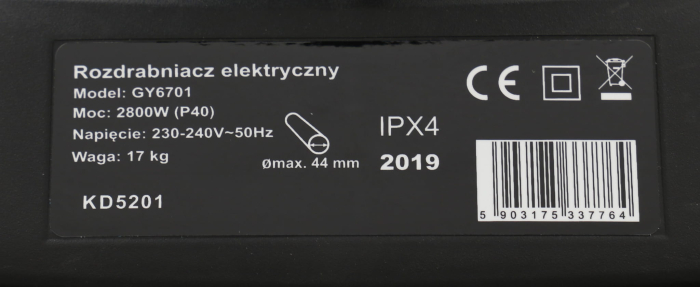 Rozdrabniacz elektryczny
Model: GY6701
Moc: 2800W (P40)
Napięcie: 230-240V~50Hz
Waga: 17 kg
Ømax. 44 mm
KD5201
IPX4
2019
CE
5 903175 337764